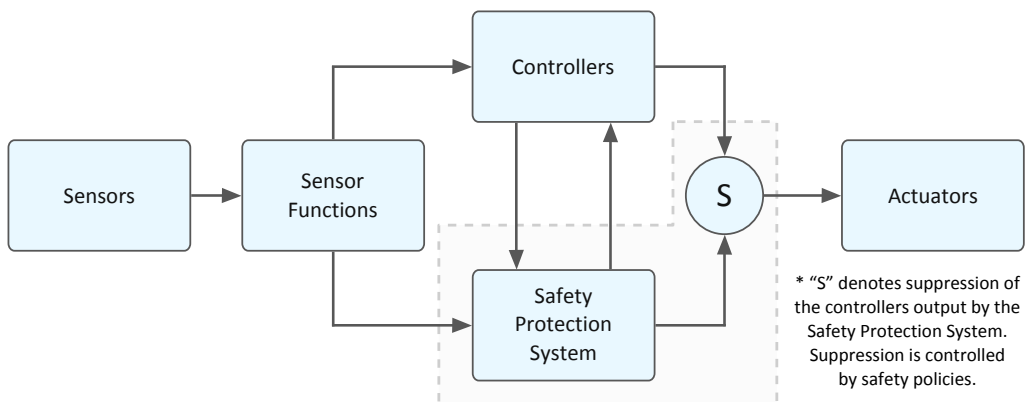 Controllers
Sensors
Sensor
Functions
S
Actuators
Safety
Protection
System
* “S” denotes suppression of
the controllers output by the
Safety Protection System.
Suppression is controlled
by safety policies.